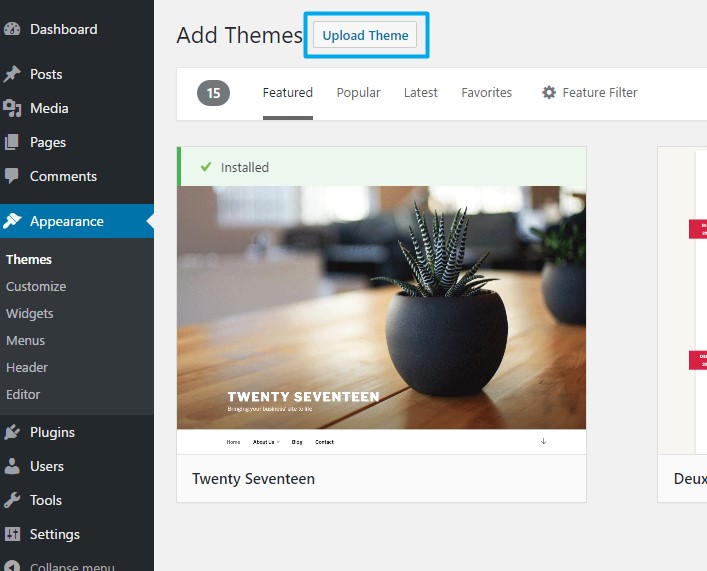 Dashboard
Posts
Media
Pages
Comments
Appearance
Themes
Customize
Widgets
Menus
Header
Editor
Plugins
Users
Tools
Settings
Collapse menu
Add Themes Upload Theme
15 Featured Popular Latest Favorites Feature Filter
Installed
TWENTY SEVENTEEN
Bringing your business' site to life
Home About Us Blog Contact
Twenty Seventeen
Deux